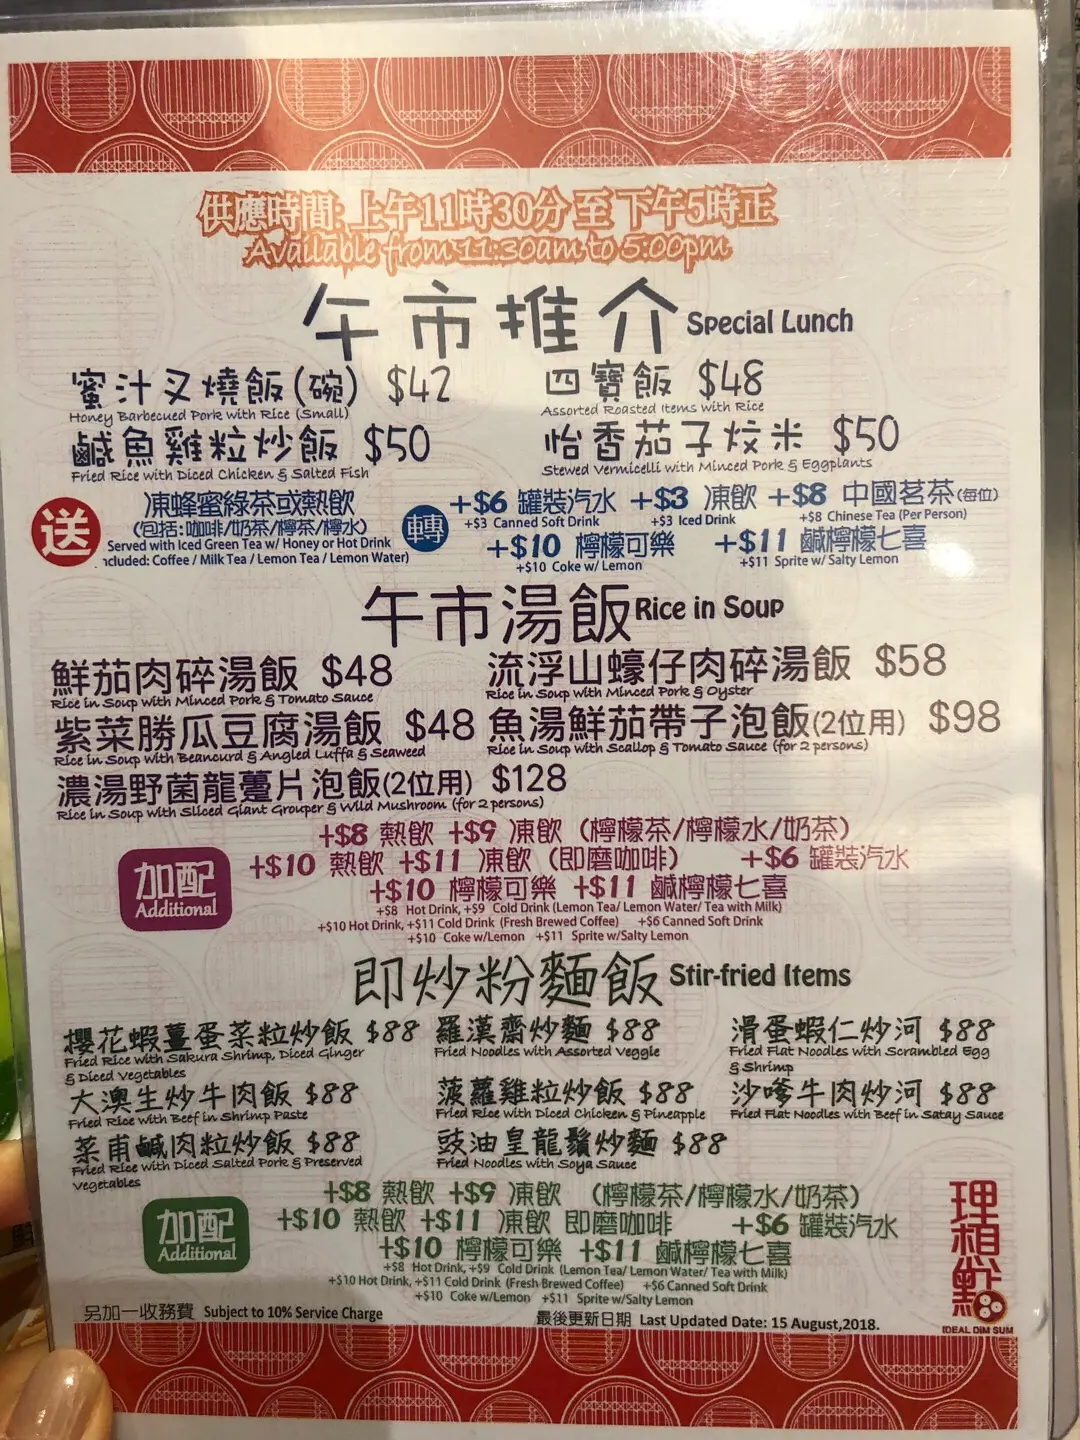 供應時間: 上午11時30分至下午5時正
Available from 11:30am to 5:00pm
午市推介 Special Lunch
蜜汁叉燒飯(碗) $42
Honey Barbecued Pork with Rice (Small)
四寶飯 $48
Assorted Roasted Items with Rice
鹹魚雞粒炒飯 $50
Fried Rice with Diced Chicken & Salted Fish
怡香茄子炆米 $50
Stewed Vermicelli with Minced Pork & Eggplants
送
凍蜂蜜綠茶或熱飲
(包括:咖啡/奶茶/檸茶/檸水)
Served with Iced Green Tea w/ Honey or Hot Drink
included: Coffee / Milk Tea / Lemon Tea / Lemon Water)
轉
+$6 罐裝汽水 +$3 凍飲 +$8 中國茗茶(每位)
+$3 Canned Soft Drink +$3 Iced Drink +$8 Chinese Tea (Per Person)
+$10 檸檬可樂 +$11 鹹檸檬七喜
+$10 Coke w/ Lemon +$11 Sprite w/ Salty Lemon
午市湯飯 Rice in Soup
鮮茄肉碎湯飯 $48
Rice in Soup with Minced Pork & Tomato Sauce
流浮山蠔仔肉碎湯飯 $58
Rice in Soup with Minced Pork & Oyster
紫菜勝瓜豆腐湯飯 $48
Rice in Soup with Beancurd & Angled Luffa & Seaweed
魚湯鮮茄帶子泡飯(2位用) $98
Rice in Soup with Scallop & Tomato Sauce (for 2 persons)
濃湯野菌龍躉片泡飯(2位用) $128
Rice in Soup with Sliced Giant Grouper & Wild Mushroom (for 2 persons)
加配
Additional
+$8 熱飲 +$9 凍飲 (檸檬茶/檸檬水/奶茶)
+$10 熱飲 +$11 凍飲 (即磨咖啡) +$6 罐裝汽水
+$10 檸檬可樂 +$11 鹹檸檬七喜
+$8 Hot Drink, +$9 Cold Drink (Lemon Tea/ Lemon Water/ Tea with Milk)
+$10 Hot Drink, +$11 Cold Drink (Fresh Brewed Coffee) +$6 Canned Soft Drink
+$10 Coke w/Lemon +$11 Sprite w/Salty Lemon
即炒粉麵飯 Stir-fried Items
櫻花蝦薑蛋菜粒炒飯 $88
Fried Rice with Sakura Shrimp, Diced Ginger
& Diced Vegetables
羅漢齋炒麵 $88
Fried Noodles with Assorted Veggie
滑蛋蝦仁炒河 $88
Fried Flat Noodles with Scrambled Egg
& Shrimp
大澳生炒牛肉飯 $88
Fried Rice with Beef in Shrimp Paste
菠蘿雞粒炒飯 $88
Fried Rice with Diced Chicken & Pineapple
沙嗲牛肉炒河 $88
Fried Flat Noodles with Beef in Satay Sauce
菜甫鹹肉粒炒飯 $88
Fried Rice with Diced Salted Pork & Preserved
Vegetables
豉油皇龍鬚炒麵 $88
Fried Noodles with Soya Sauce
加配
Additional
+$8 熱飲 +$9 凍飲 (檸檬茶/檸檬水/奶茶)
+$10 熱飲 +$11 凍飲 即磨咖啡 +$6 罐裝汽水
+$10 檸檬可樂 +$11 鹹檸檬七喜
+$8 Hot Drink, +$9 Cold Drink (Lemon Tea/ Lemon Water/ Tea with Milk)
+$10 Hot Drink, +$11 Cold Drink (Fresh Brewed Coffee) +$6 Canned Soft Drink
+$10 Coke w/Lemon +$11 Sprite w/Salty Lemon
理想點
IDEAL DIM SUM
另加一收務費 Subject to 10% Service Charge
最後更新日期 Last Updated Date: 15 August,2018.